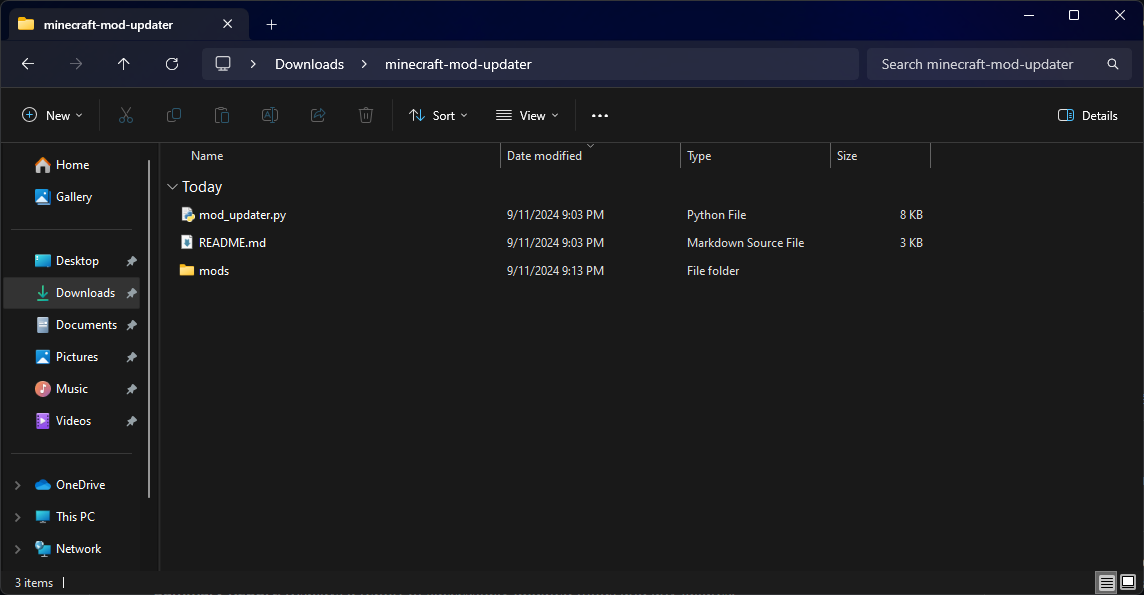 minecraft-mod-updater
Downloads minecraft-mod-updater Search minecraft-mod-updater
New Sort View Details
Name Date modified Type Size
Home
Gallery
Desktop
Downloads
Documents
Pictures
Music
Videos
OneDrive
This PC
Network
Today
mod_updater.py 9/11/2024 9:03 PM Python File 8 KB
README.md 9/11/2024 9:03 PM Markdown Source File 3 KB
mods 9/11/2024 9:13 PM File folder
3 items